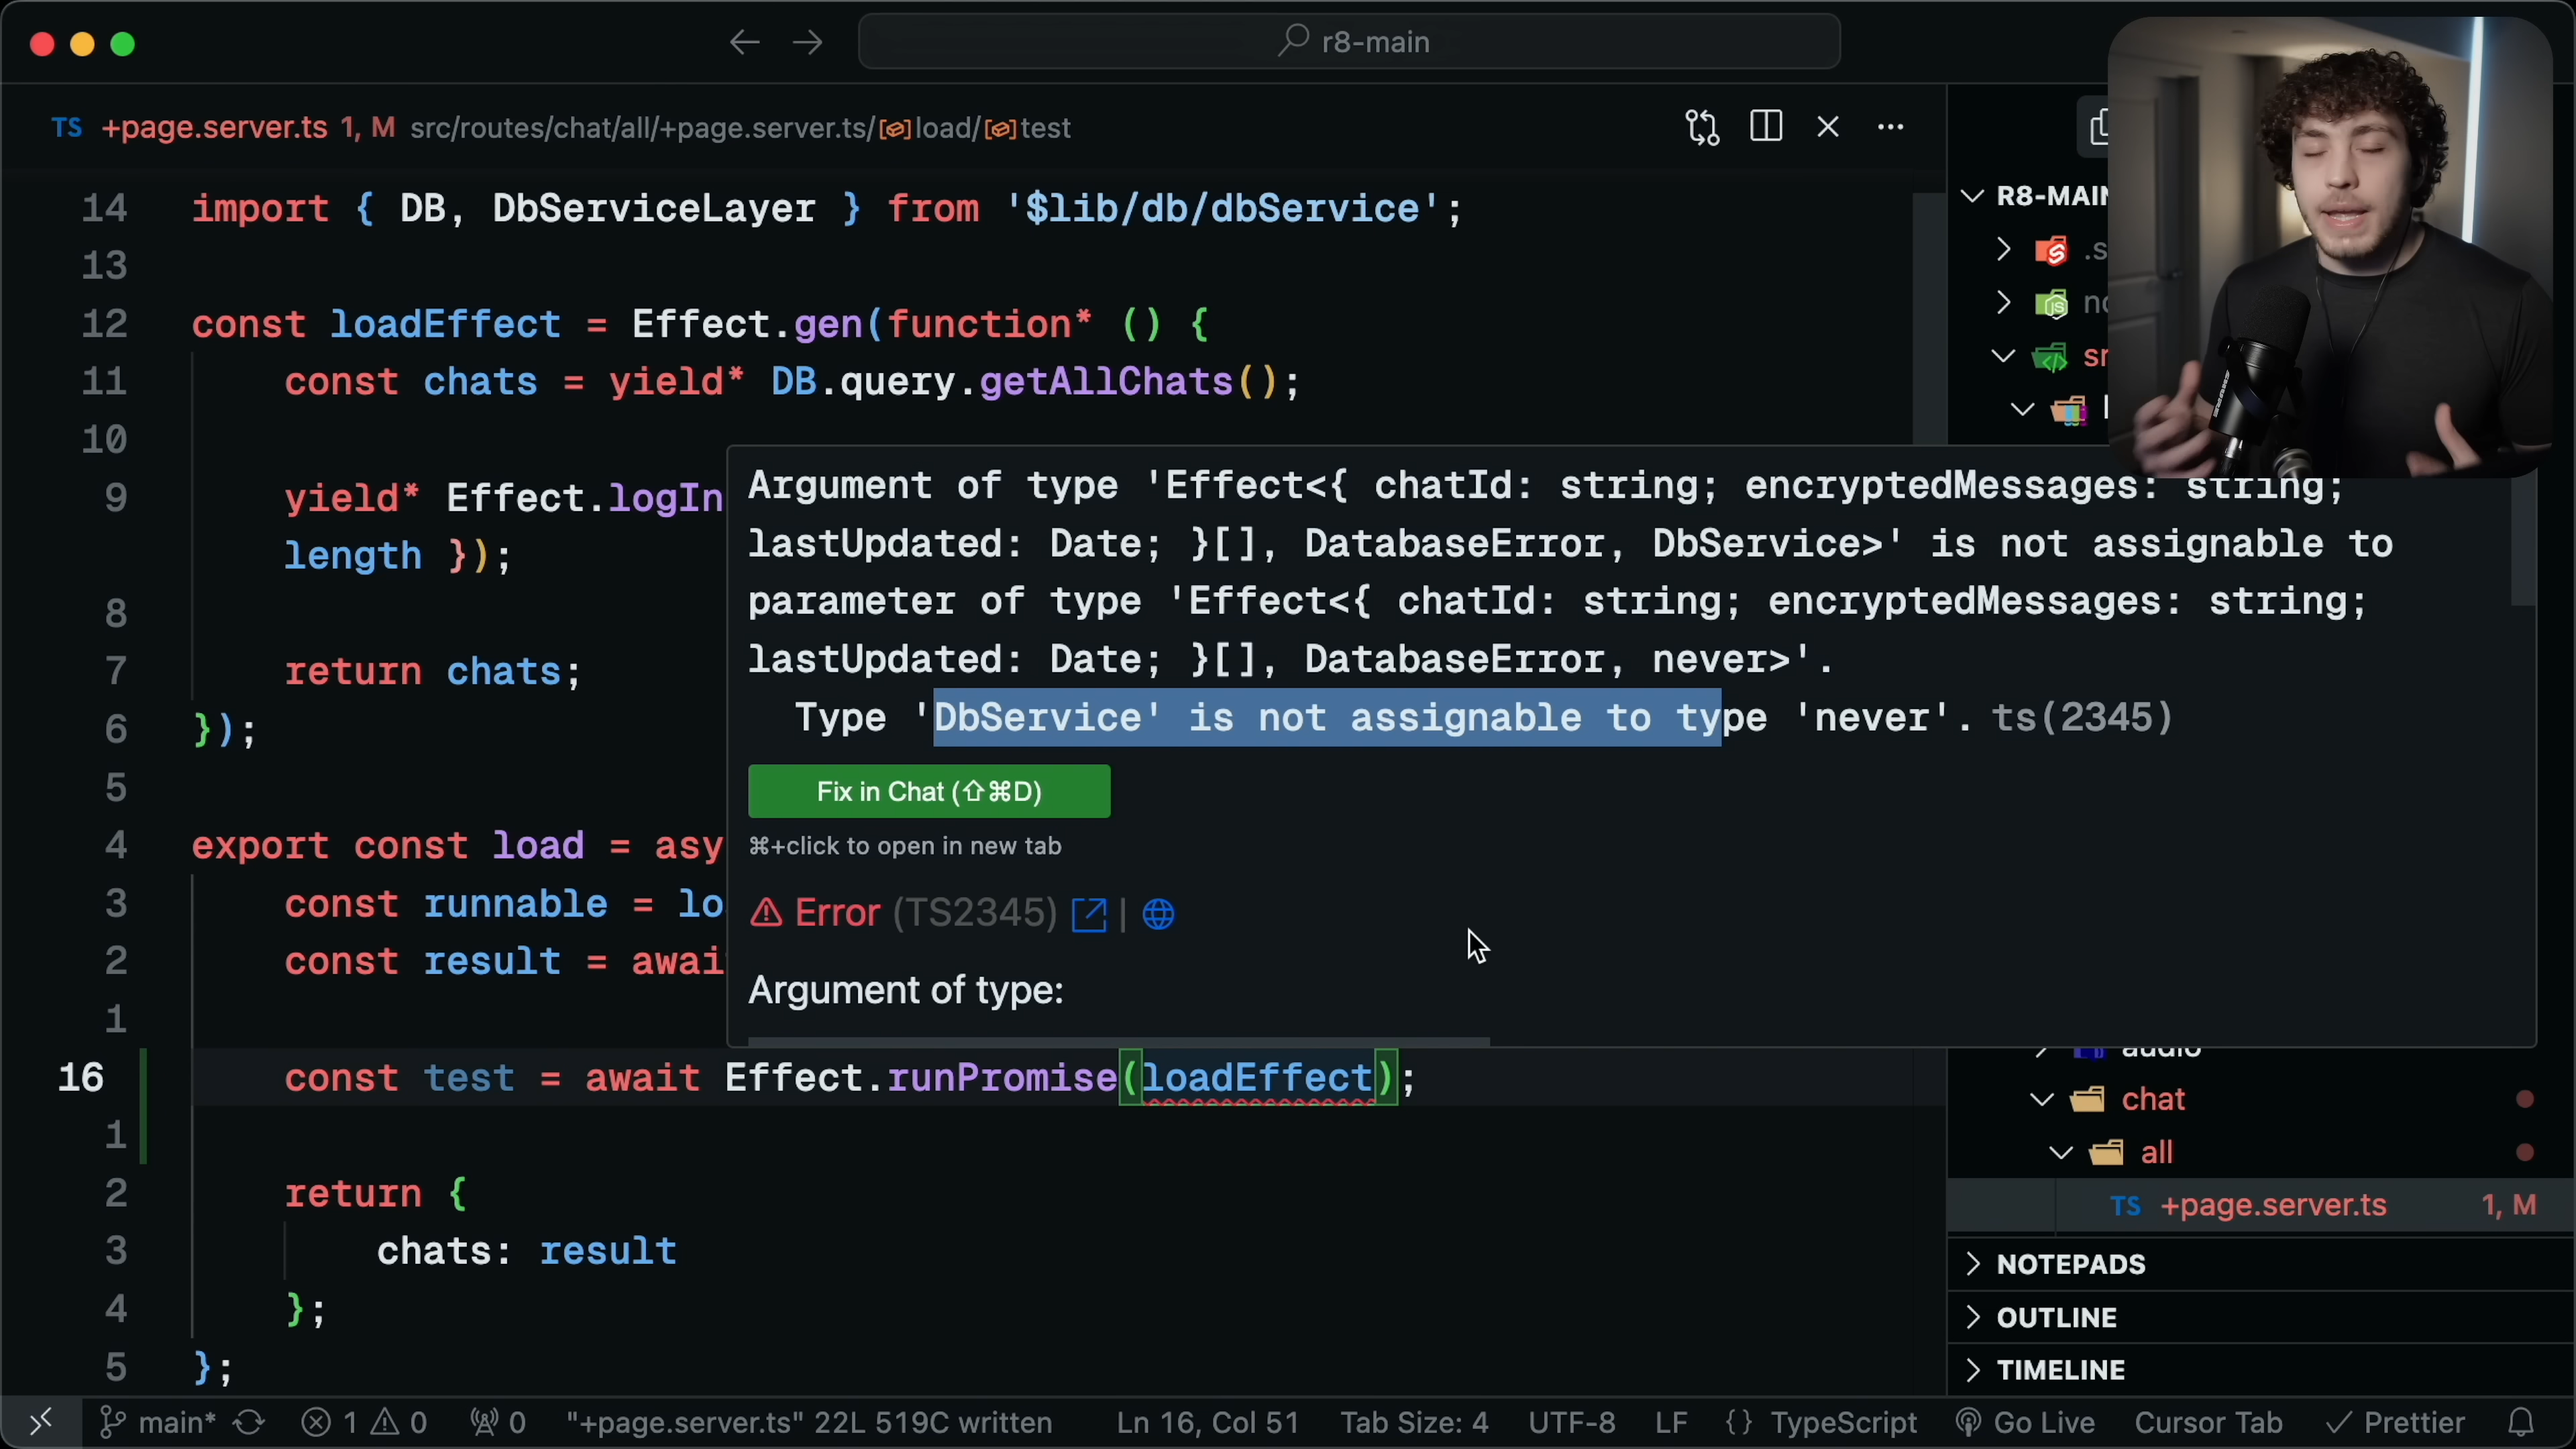 r8-main
TS +page.server.ts 1, M src/routes/chat/all/+page.server.ts/load/test
14 import { DB, DbServiceLayer } from '$lib/db/dbService';
13
12 const loadEffect = Effect.gen(function* () {
11 const chats = yield* DB.query.getAllChats();
10
9 yield* Effect.logIn
length });
8
7 return chats;
6 });
5
4 export const load = asy
3 const runnable = lo
2 const result = awai
1
16 const test = await Effect.runPromise(loadEffect);
1
2 return {
3 chats: result
4 };
5 };
Argument of type 'Effect<{ chatId: string; encryptedMessages: string;
lastUpdated: Date; }[], DatabaseError, DbService>' is not assignable to
parameter of type 'Effect<{ chatId: string; encryptedMessages: string;
lastUpdated: Date; }[], DatabaseError, never>'.
Type 'DbService' is not assignable to type 'never'. ts(2345)
Fix in Chat (⇧⌘D)
⌘+click to open in new tab
Error (TS2345) |
Argument of type:
R8-MAIN
.s
no
sr
l
audio
chat
all
TS +page.server.ts 1, M
NOTEPADS
OUTLINE
TIMELINE
main* 1 0 0 "+page.server.ts" 22L 519C written Ln 16, Col 51 Tab Size: 4 UTF-8 LF {} TypeScript Go Live Cursor Tab Prettier